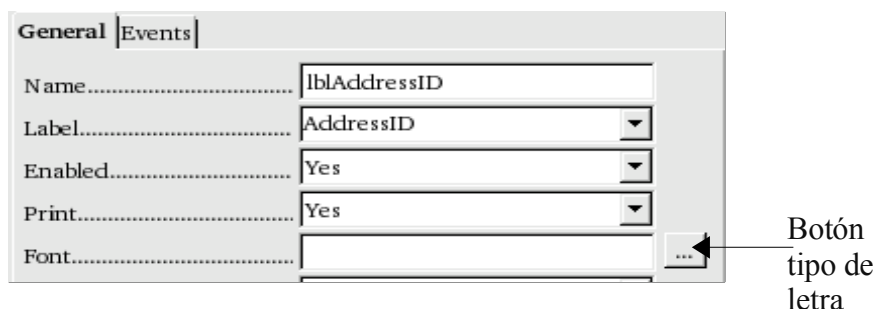 General Events
Name.................................. lblAddressID
Label................................... AddressID
Enabled.............................. Yes
Print.................................... Yes
Font..................................... ...
Botón
tipo de
letra